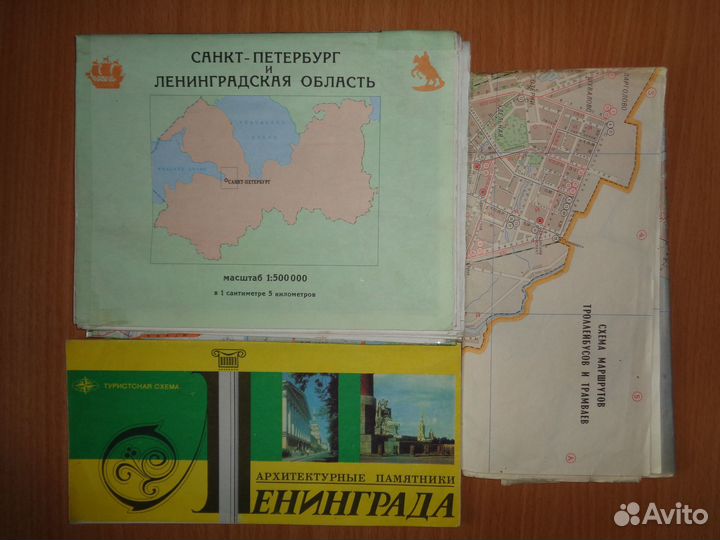 САНКТ-ПЕТЕРБУРГ
И
ЛЕНИНГРАДСКАЯ ОБЛАСТЬ
САНКТ-ПЕТЕРБУРГ
масштаб 1:500 000
в 1 сантиметре 5 километров
СХЕМА МАРШРУТОВ
ТРОЛЛЕЙБУСОВ И ТРАМВАЕВ
ТУРИСТСКАЯ СХЕМА
АРХИТЕКТУРНЫЕ ПАМЯТНИКИ
ЛЕНИНГРАДА
Avito